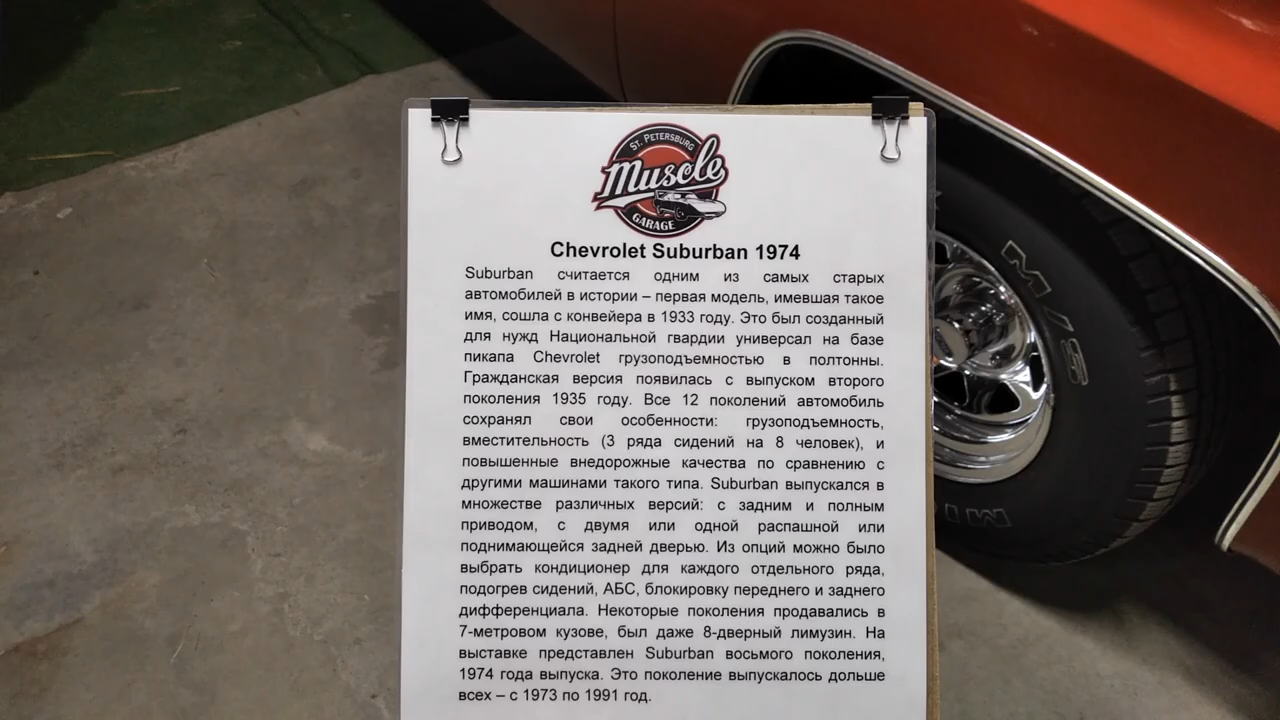 ST. PETERSBURG
Muscle
GARAGE
Chevrolet Suburban 1974
Suburban считается одним из самых старых
автомобилей в истории – первая модель, имевшая такое
имя, сошла с конвейера в 1933 году. Это был созданный
для нужд Национальной гвардии универсал на базе
пикапа Chevrolet грузоподъемностью в полтонны.
Гражданская версия появилась с выпуском второго
поколения 1935 году. Все 12 поколений автомобиль
сохранял свои особенности: грузоподъемность,
вместительность (3 ряда сидений на 8 человек), и
повышенные внедорожные качества по сравнению с
другими машинами такого типа. Suburban выпускался в
множестве различных версий: с задним и полным
приводом, с двумя или одной распашной или
поднимающейся задней дверью. Из опций можно было
выбрать кондиционер для каждого отдельного ряда,
подогрев сидений, АБС, блокировку переднего и заднего
дифференциала. Некоторые поколения продавались в
7-метровом кузове, был даже 8-дверный лимузин. На
выставке представлен Suburban восьмого поколения,
1974 года выпуска. Это поколение выпускалось дольше
всех – с 1973 по 1991 год.
M/S